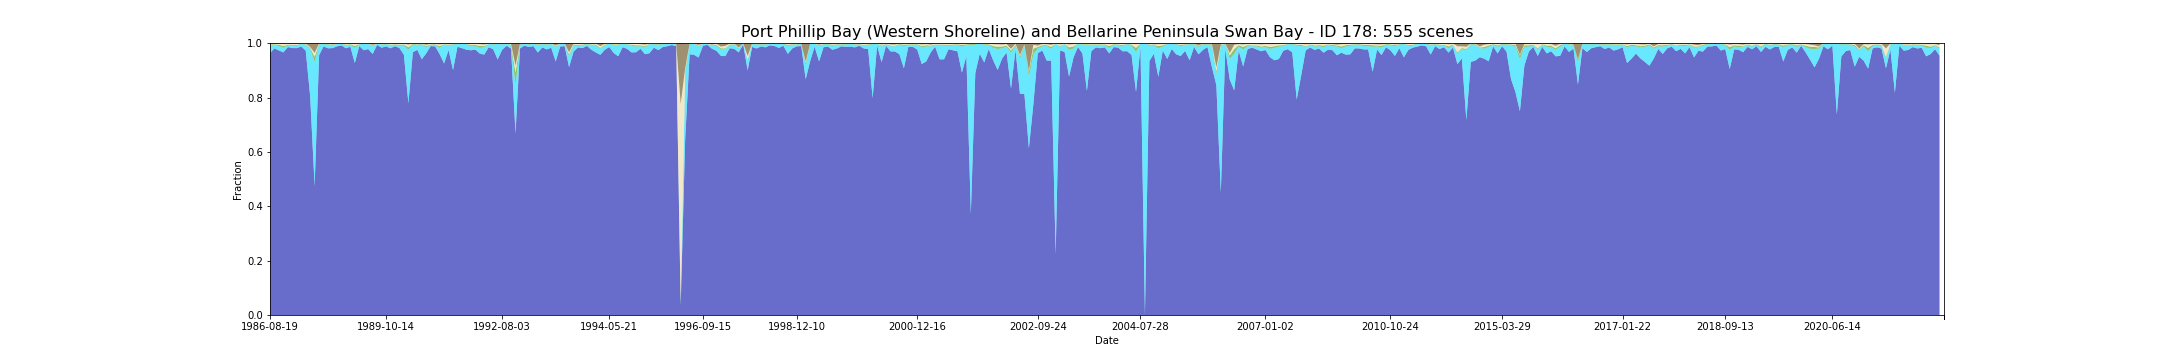 Port Phillip Bay (Western Shoreline) and Bellarine Peninsula Swan Bay - ID 178: 555 scenes
1.0
0.8
0.6
0.4
0.2
0.0
Fraction
1986-08-19 1989-10-14 1992-08-03 1994-05-21 1996-09-15 1998-12-10 2000-12-16 2002-09-24 2004-07-28 2007-01-02 2010-10-24 2015-03-29 2017-01-22 2018-09-13 2020-06-14
Date